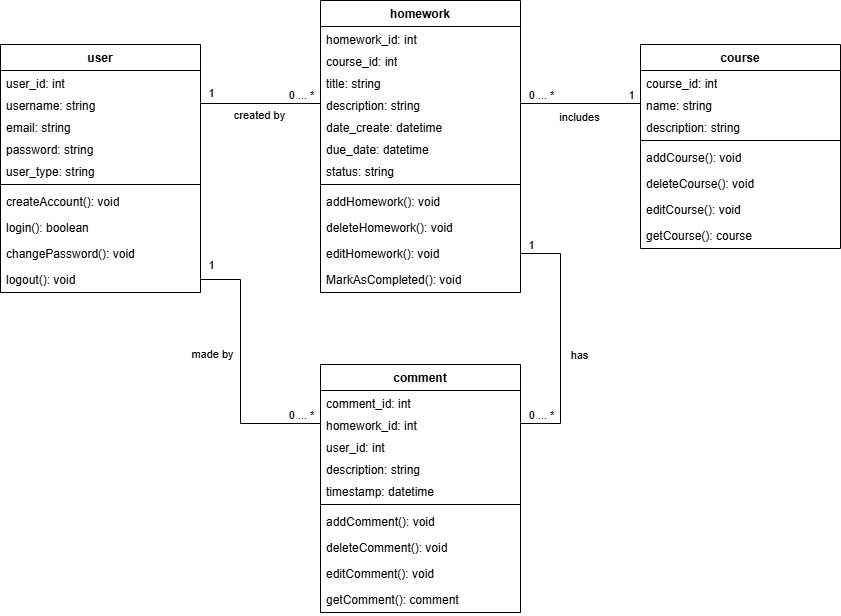 user
user_id: int
username: string
email: string
password: string
user_type: string
createAccount(): void
login(): boolean
changePassword(): void
logout(): void
1
0 ... *
created by
homework
homework_id: int
course_id: int
title: string
description: string
date_create: datetime
due_date: datetime
status: string
addHomework(): void
deleteHomework(): void
editHomework(): void
MarkAsCompleted(): void
0 ... *
1
includes
course
course_id: int
name: string
description: string
addCourse(): void
deleteCourse(): void
editCourse(): void
getCourse(): course
1
made by
0 ... *
1
has
0 ... *
comment
comment_id: int
homework_id: int
user_id: int
description: string
timestamp: datetime
addComment(): void
deleteComment(): void
editComment(): void
getComment(): comment